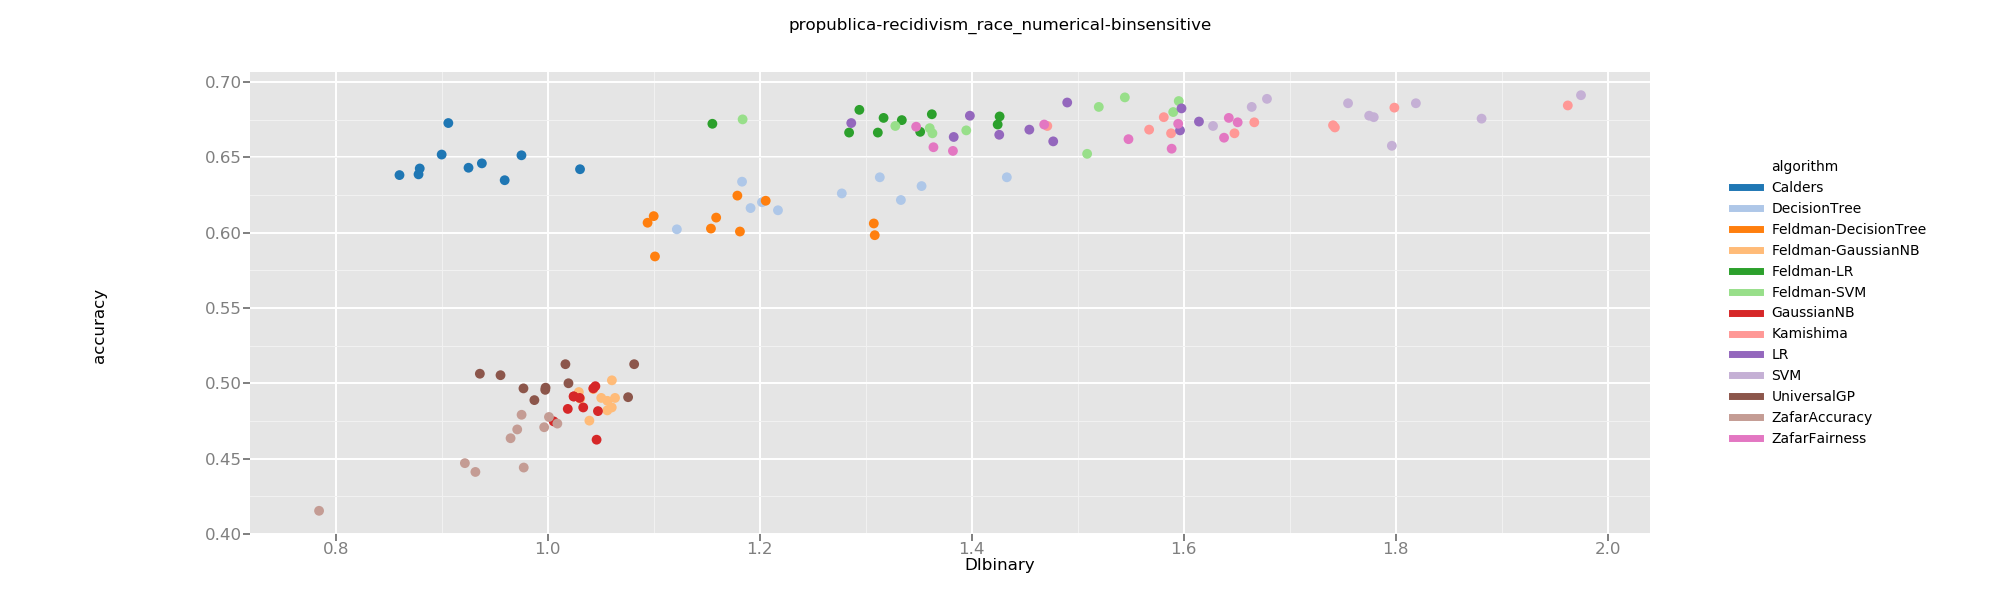 propublica-recidivism_race_numerical-binsensitive
0.70
0.65
0.60
0.55
0.50
0.45
0.40
accuracy
0.8
1.0
1.2
1.4
1.6
1.8
2.0
DIbinary
algorithm
Calders
DecisionTree
Feldman-DecisionTree
Feldman-GaussianNB
Feldman-LR
Feldman-SVM
GaussianNB
Kamishima
LR
SVM
UniversalGP
ZafarAccuracy
ZafarFairness